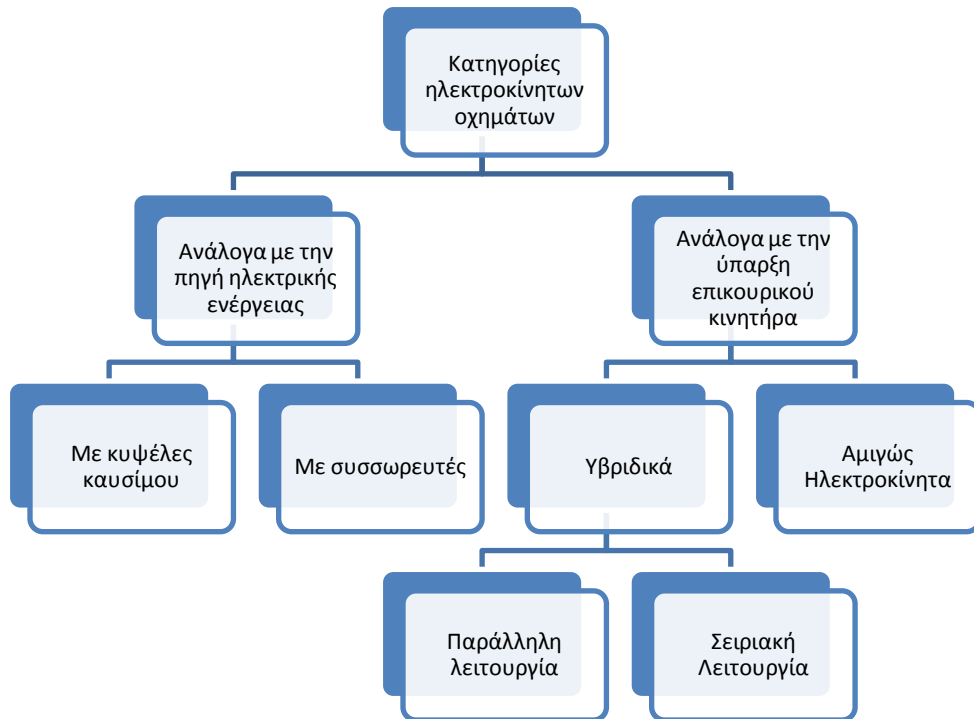 Κατηγορίες
ηλεκτροκίνητων
οχημάτων
Ανάλογα με την
πηγή ηλεκτρικής
ενέργειας
Ανάλογα με την
ύπαρξη
επικουρικού
κινητήρα
Με κυψέλες
καυσίμου
Με συσσωρευτές
Υβριδικά
Αμιγώς
Ηλεκτροκίνητα
Παράλληλη
λειτουργία
Σειριακή
Λειτουργία